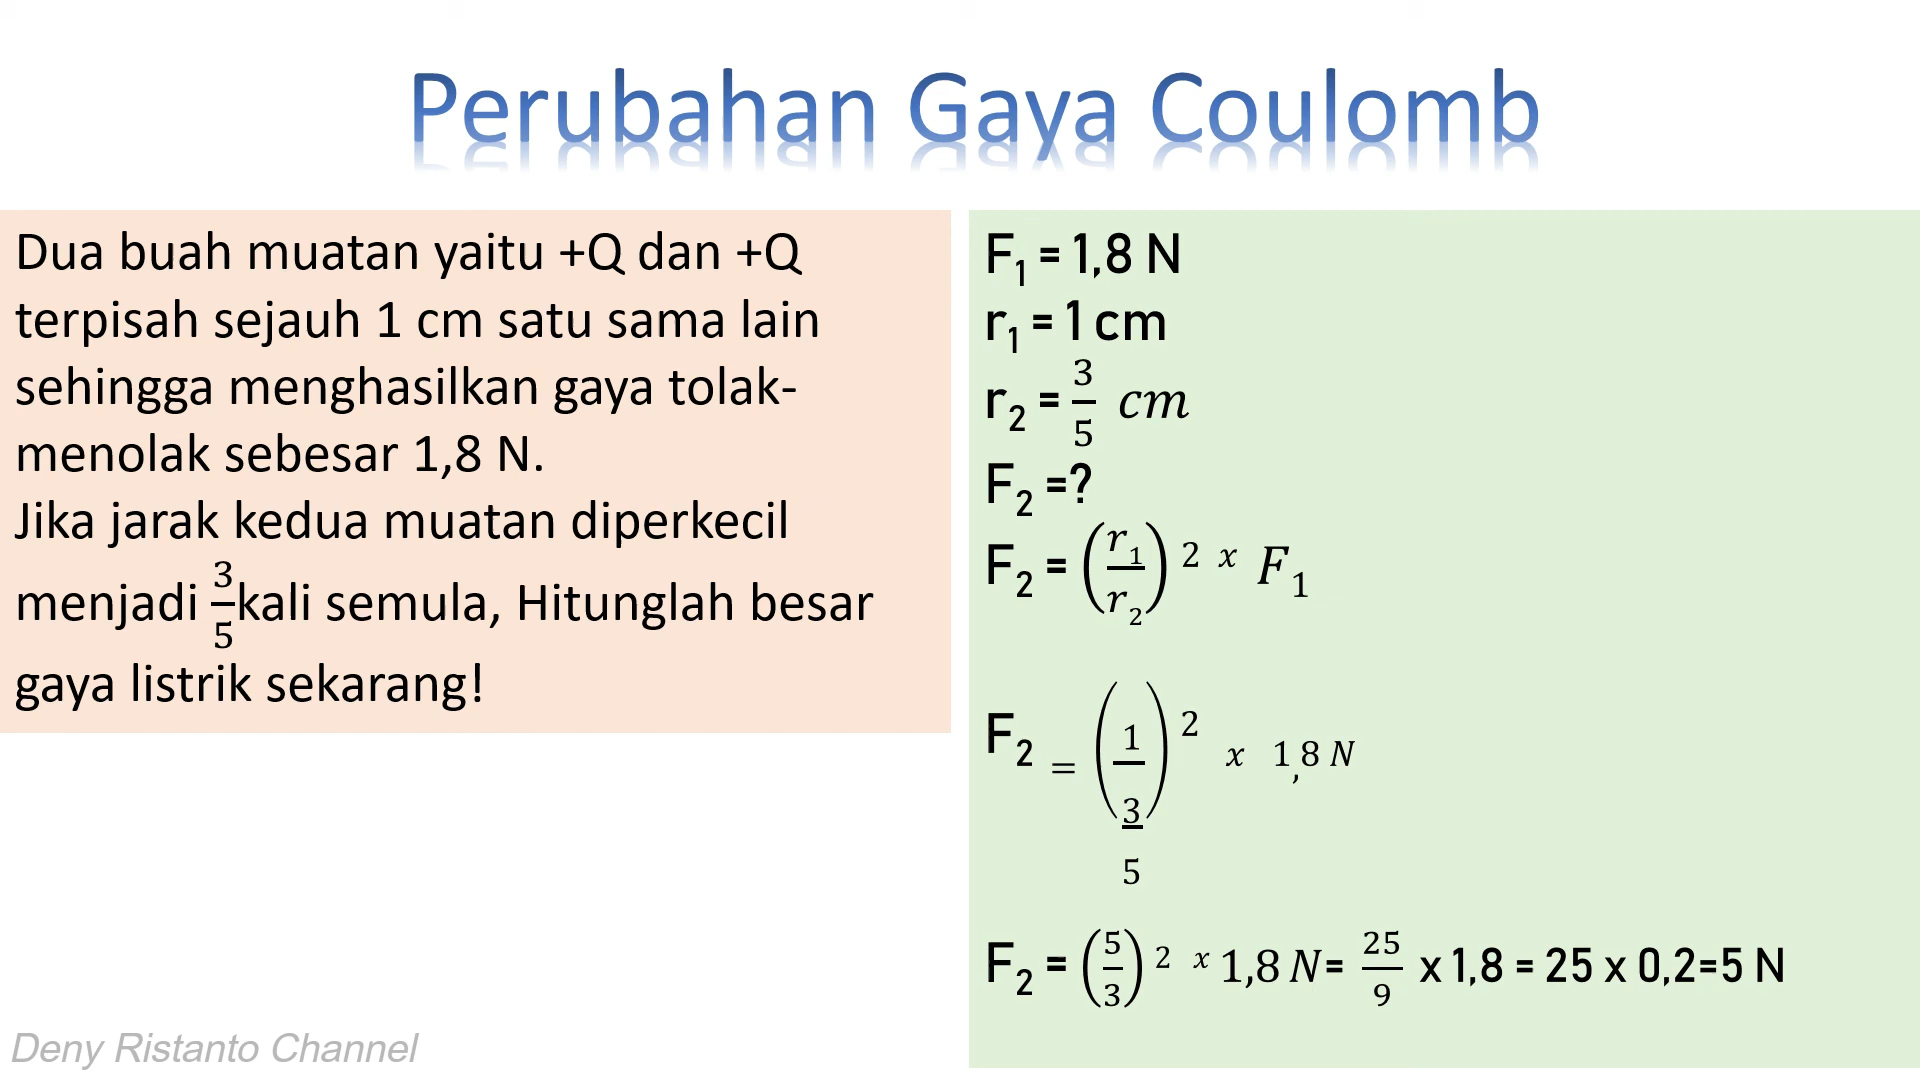 Perubahan Gaya Coulomb
Dua buah muatan yaitu +Q dan +Q
terpisah sejauh 1 cm satu sama lain
sehingga menghasilkan gaya tolak-
menolak sebesar 1,8 N.
Jika jarak kedua muatan diperkecil
menjadi 3/5 kali semula, Hitunglah besar
gaya listrik sekarang!
F₁ = 1,8 N
r₁ = 1 cm
r₂ = 3/5 cm
F₂ =?
F₂ = (r₁/r₂)² x F₁
F₂ = (1/(3/5))² x 1,8 N
F₂ = (5/3)² x 1,8 N= 25/9 x 1,8 = 25 x 0,2=5 N
Deny Ristanto Channel